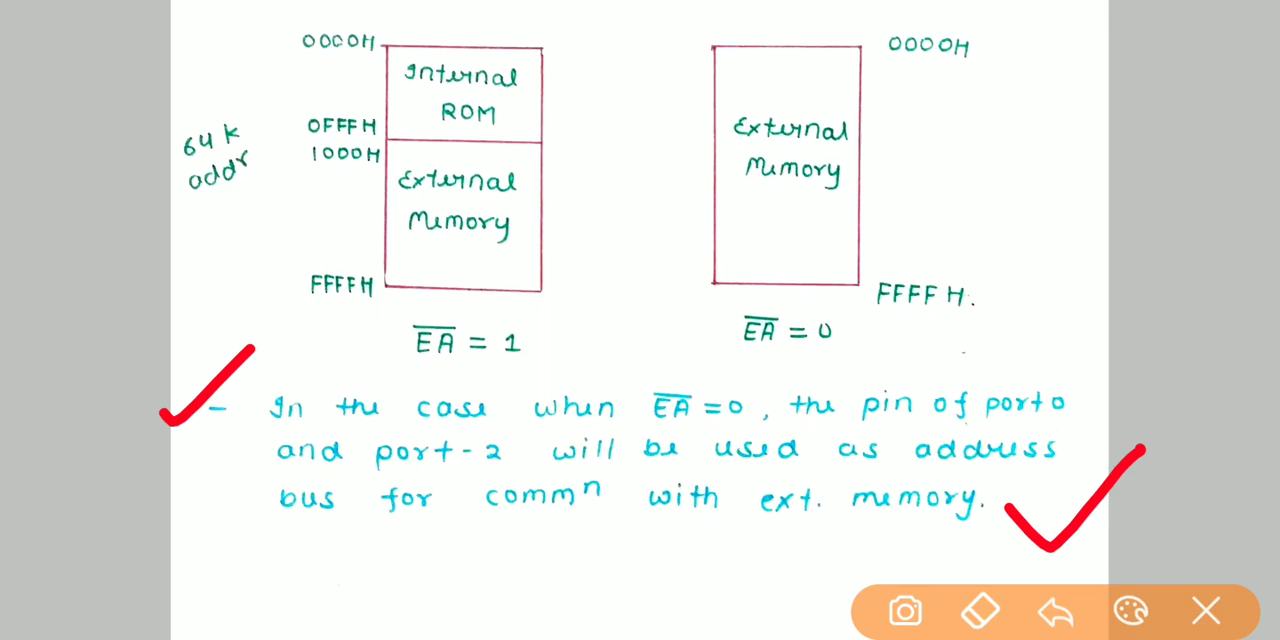 0000H
Internal
ROM
0FFFH
1000H
64k
addr
External
Memory
FFFFH
EA = 1
0000H
External
Memory
FFFFH.
EA = 0
- In the case when EA = 0, the pin of port 0
and port-2 will be used as address
bus for commn with ext. memory.